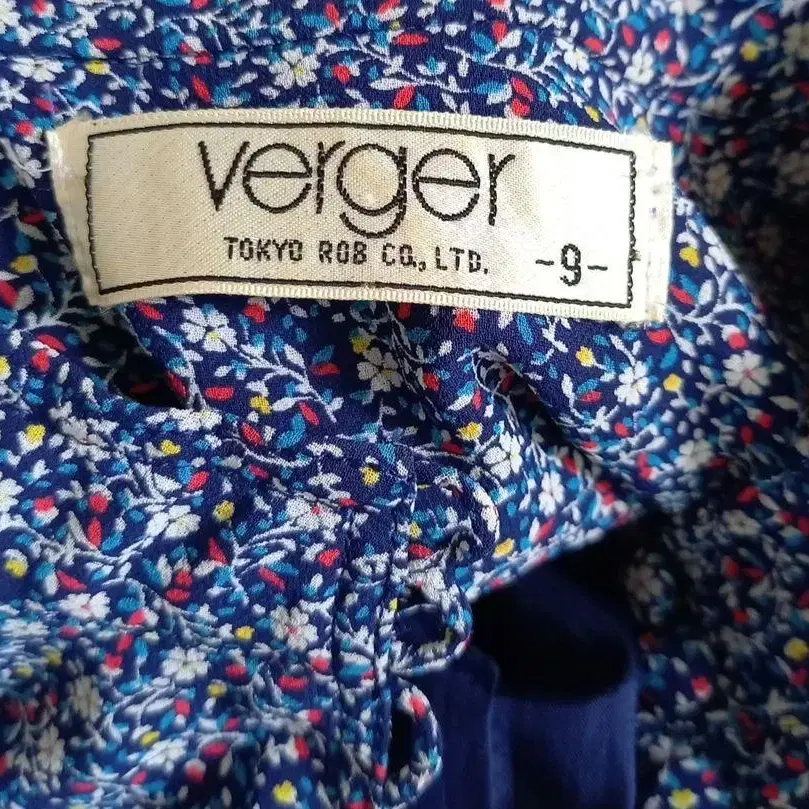 verger
TOKYO ROB CO., LTD.
-9-